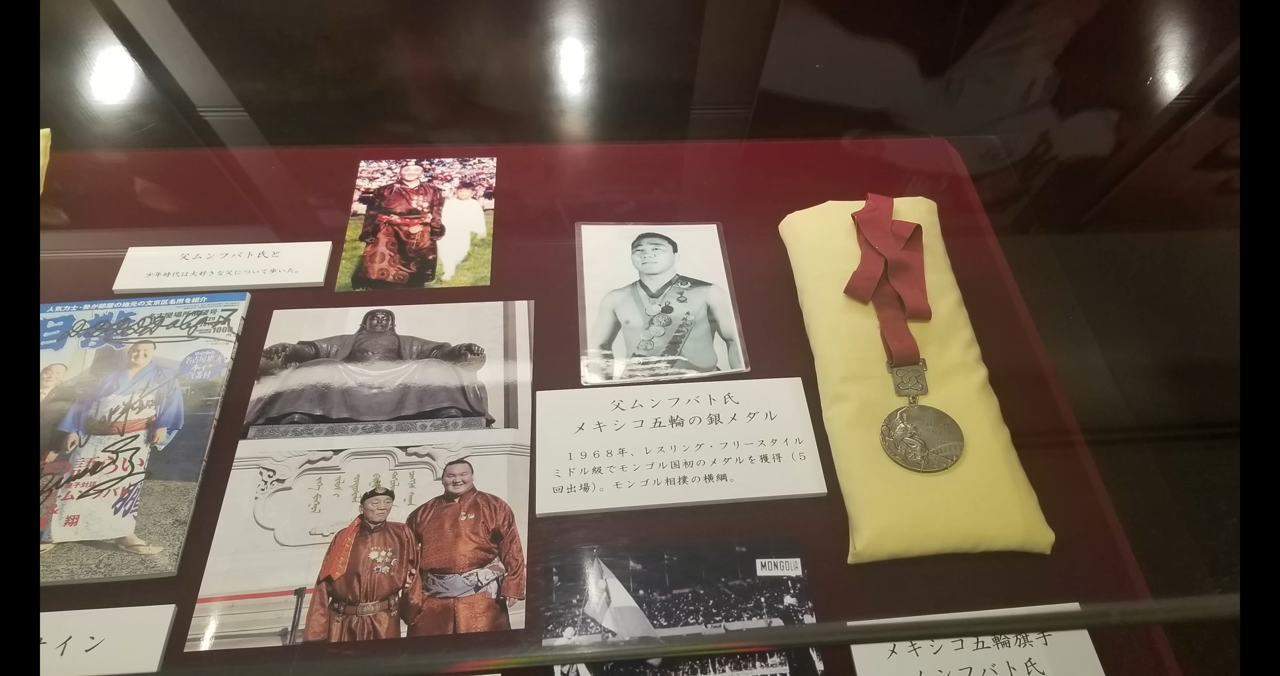 父ムンフバト氏と
少年時代は大好きな父について歩いた。
人気力士・勢が部屋の地元の文京区名所を紹介
父ムンフバト氏
メキシコ五輪の銀メダル
1968年、レスリング・フリースタイル
ミドル級でモンゴル国初のメダルを獲得（5
回出場）。モンゴル相撲の横綱。
MONGOLIA
イン
メキシコ五輪旗手
ンフバト氏